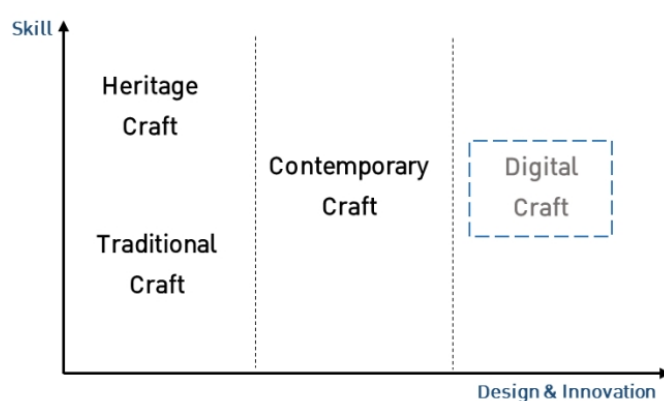 Skill
Heritage
Craft
Contemporary
Craft
Digital
Craft
Traditional
Craft
Design & Innovation